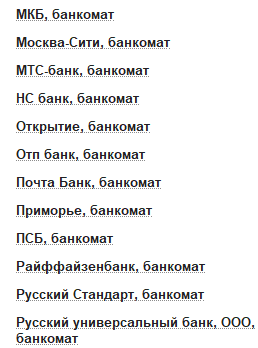 МКБ, банкомат
Москва-Сити, банкомат
МТС-банк, банкомат
НС банк, банкомат
Открытие, банкомат
Отп банк, банкомат
Почта Банк, банкомат
Приморье, банкомат
ПСБ, банкомат
Райффайзенбанк, банкомат
Русский Стандарт, банкомат
Русский универсальный банк, ООО,
банкомат